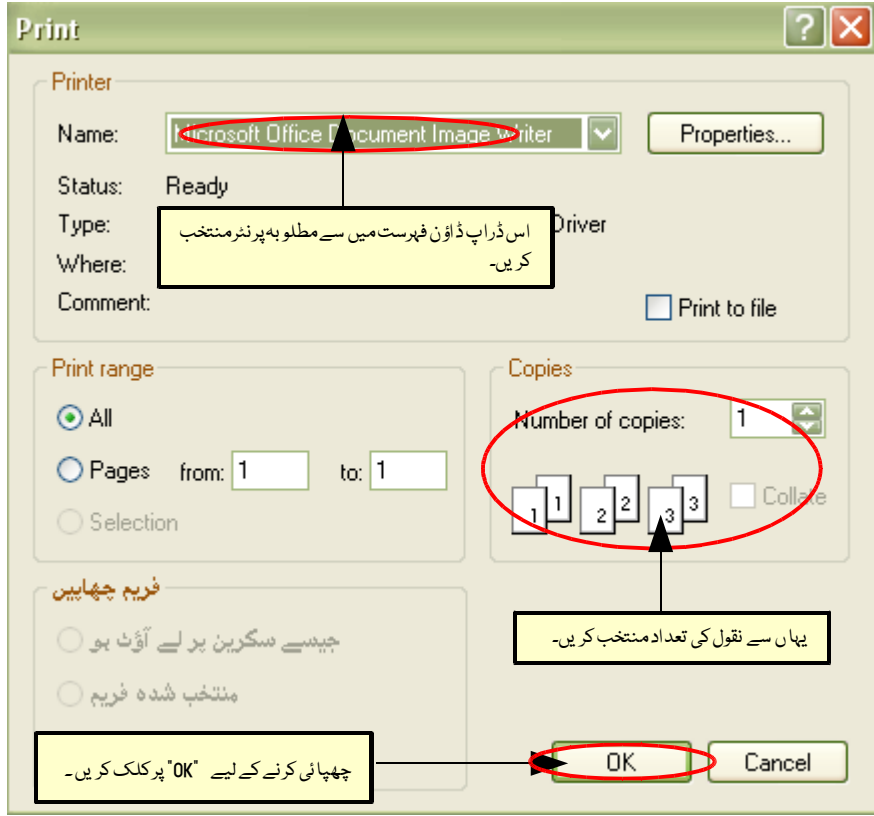 Print
Printer
Name: Microsoft Office Document Image Writer Properties...
Status: Ready
Type: Driver
اس ڈراپ ڈاؤن فہرست میں سے مطلوبہ پرنٹر منتخب
کریں۔
Where:
Comment: Print to file
Print range
All
Pages from: 1 to: 1
Selection
Copies
Number of copies: 1
1 1 2 2 3 3 Collate
فریم چھاپیں
جیسے سکرین پر لے آؤٹ ہو
منتخب شدہ فریم
یہاں سے نقول کی تعداد منتخب کریں۔
چھپائی کرنے کے لیے "OK" پر کلک کریں۔
OK Cancel